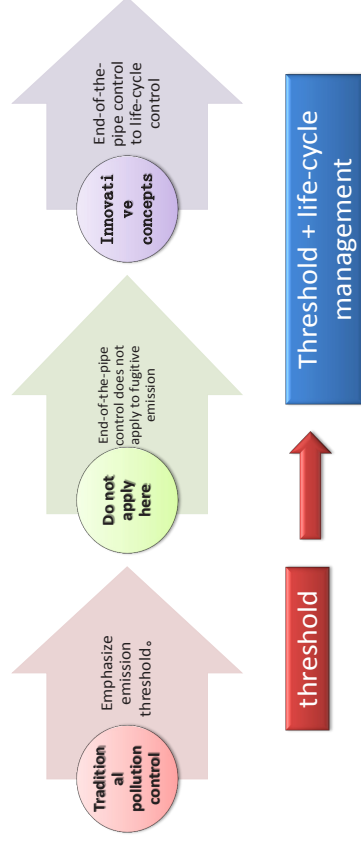 Tradition
al
pollution
control
Emphasize
emission
threshold。
Do not
apply
here
End-of-the-pipe
control does not
apply to fugitive
emission
Innovati
ve
concepts
End-of-the-
pipe control
to life-cycle
control
threshold
Threshold + life-cycle
management